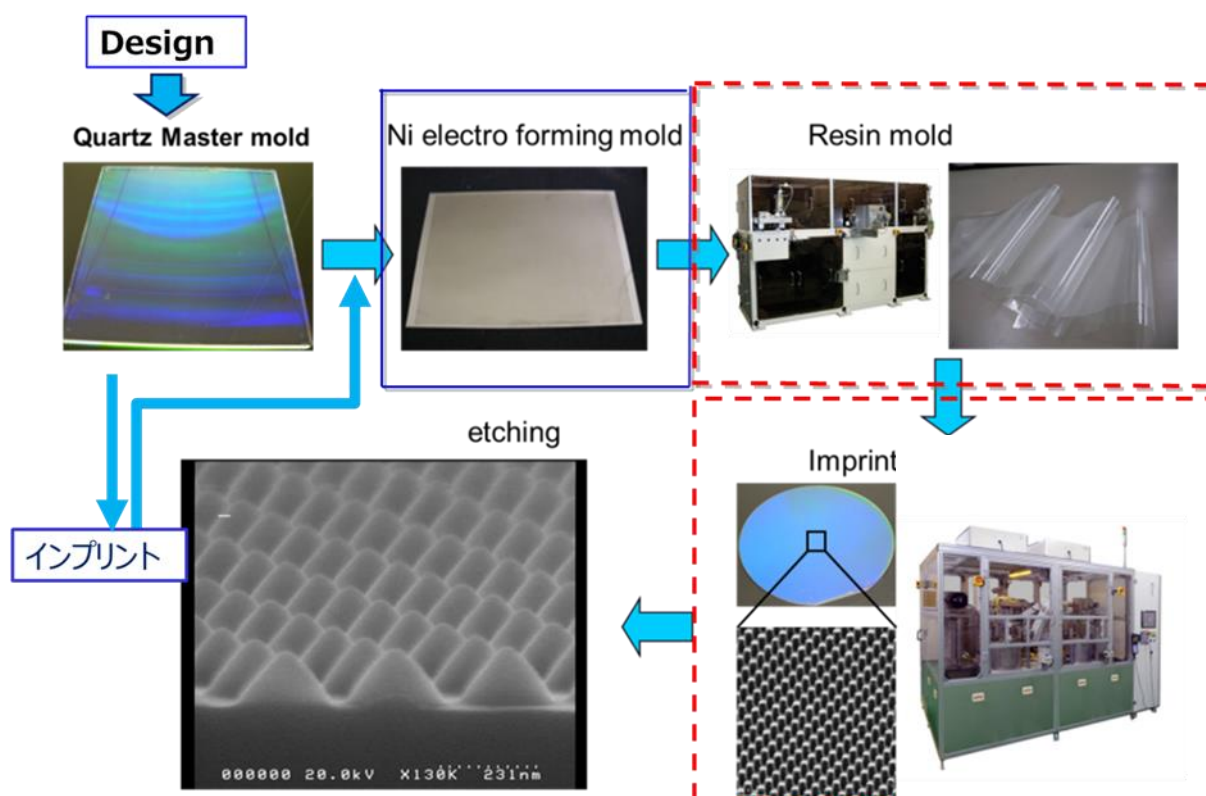 Design
Quartz Master mold
Ni electro forming mold
Resin mold
etching
Imprint
インプリント
000000 20.0kV X130K 231nm